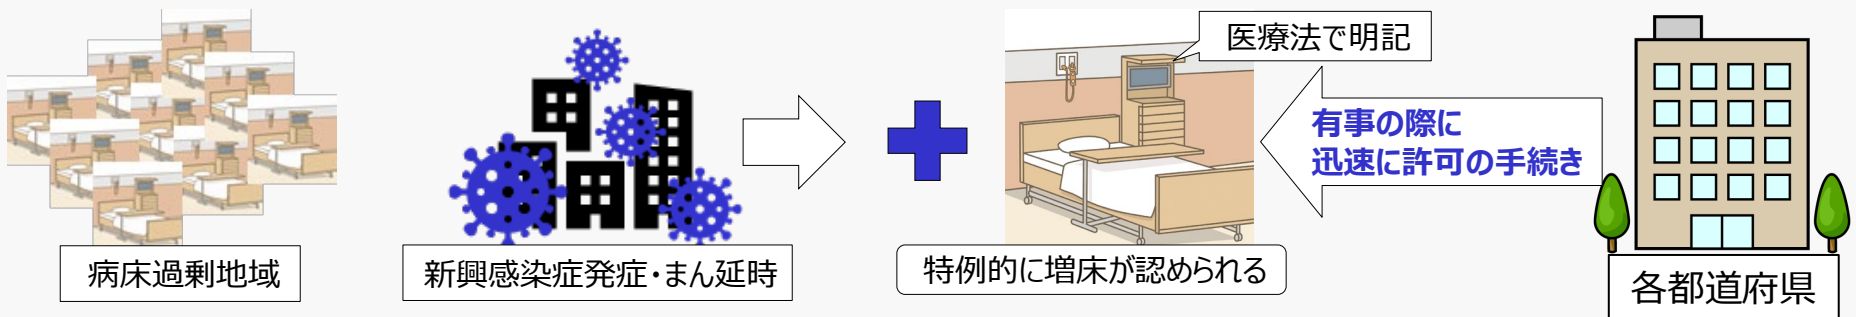 病床過剰地域
新興感染症発症・まん延時
特例的に増床が認められる
医療法で明記
有事の際に
迅速に許可の手続き
各都道府県